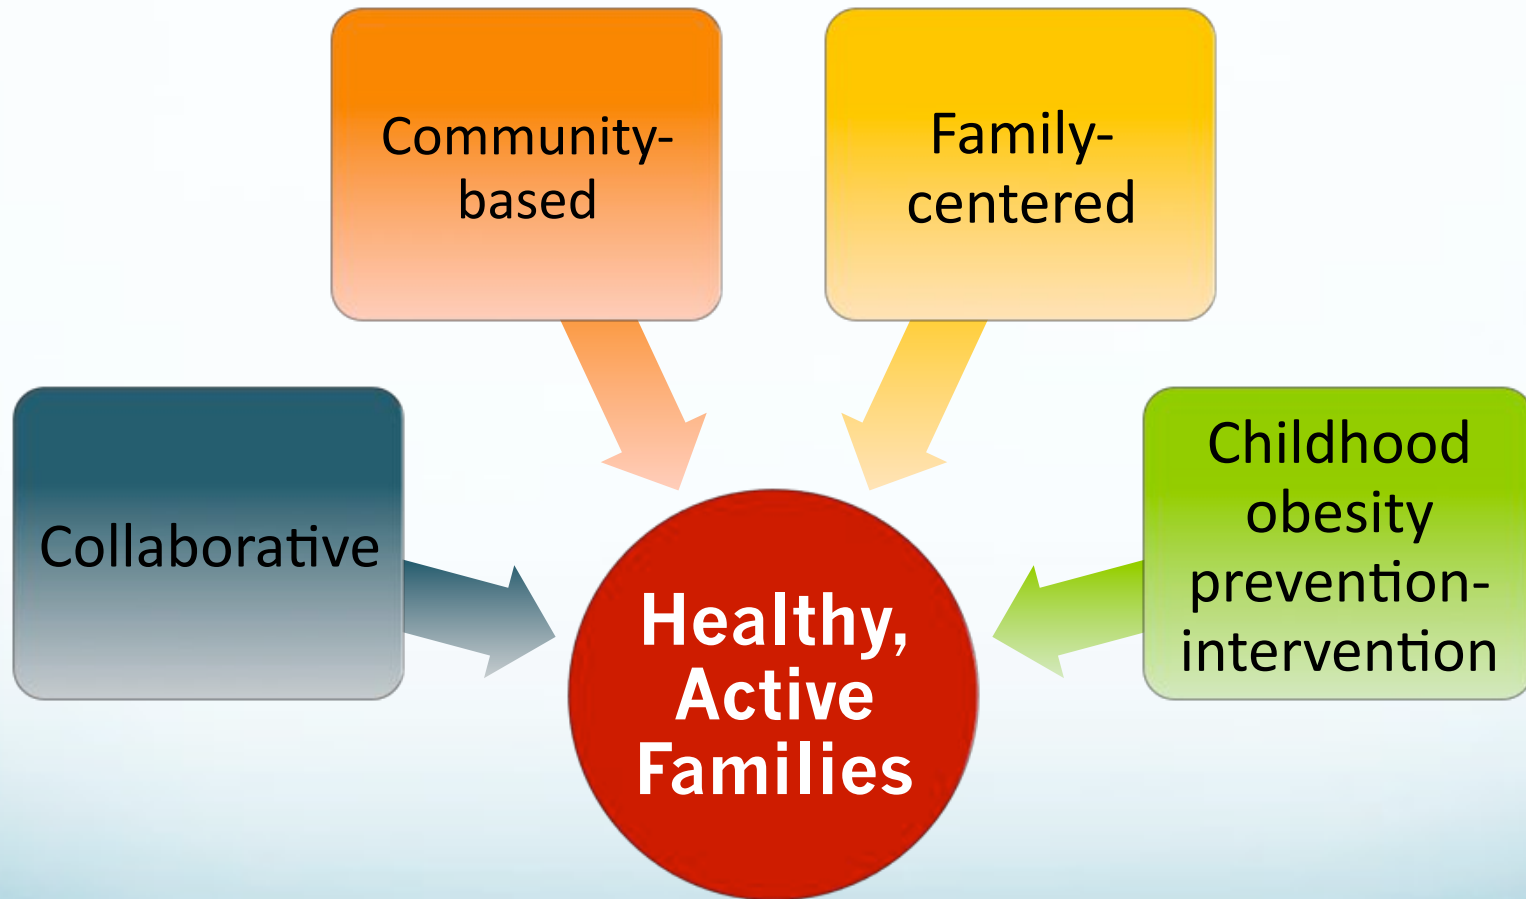 Community-
based
Family-
centered
Collaborative
Childhood
obesity
prevention-
intervention
Healthy,
Active
Families